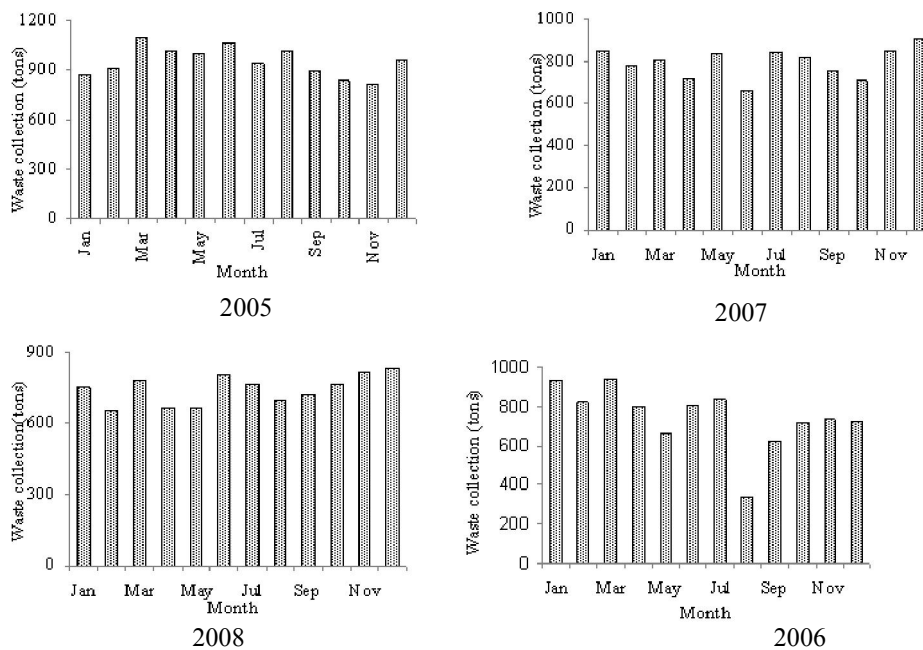 Waste collection (tons)
1200
900
600
300
0
Jan
Mar
May
Jul
Sep
Nov
Month
2005
Waste collection (tons)
1000
800
600
400
200
0
Jan Mar May Jul Sep Nov
Month
2007
Waste collection(tons)
900
600
300
0
Jan Mar May Jul Sep Nov
Month
2008
Waste collection (tons)
1000
800
600
400
200
0
Jan Mar May Jul Sep Nov
Month
2006